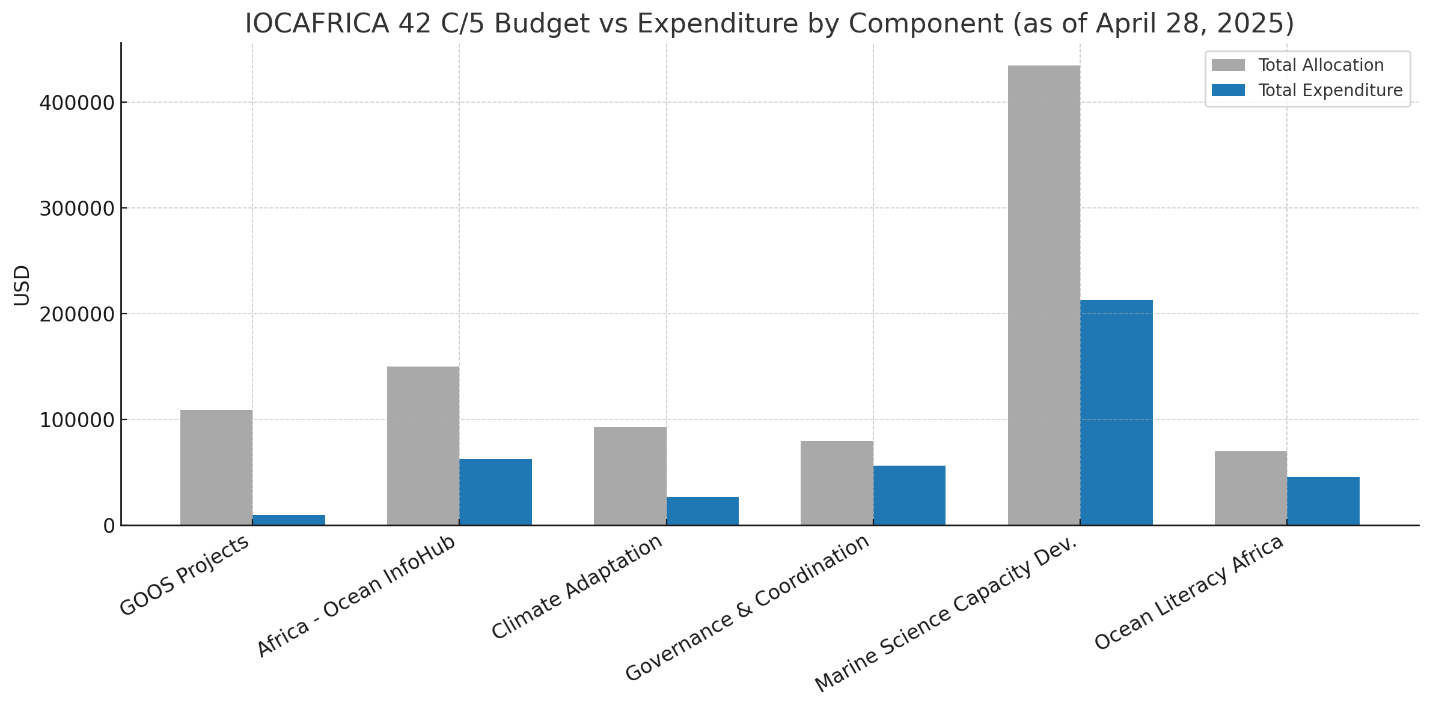 IOCAFRICA 42 C/5 Budget vs Expenditure by Component (as of April 28, 2025)
Total Allocation
Total Expenditure
USD
400000
300000
200000
100000
0
GOOS Projects
Africa - Ocean InfoHub
Climate Adaptation
Governance & Coordination
Marine Science Capacity Dev.
Ocean Literacy Africa